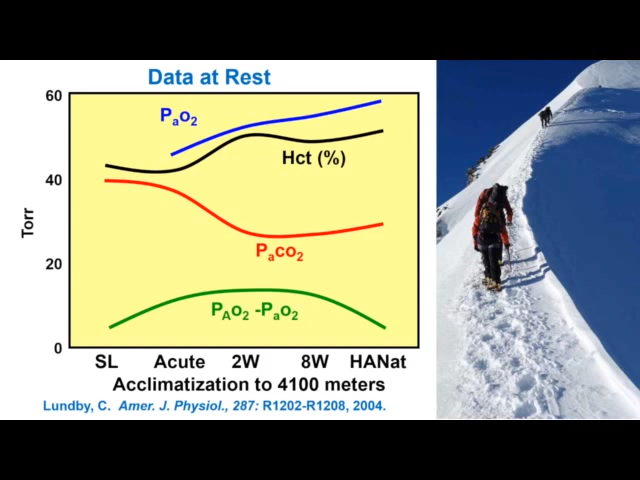 Data at Rest
60
PaO2
Hct (%)
40
Torr
PaCO2
20
PAO2 -PaO2
0
SL Acute 2W 8W HANat
Acclimatization to 4100 meters
Lundby, C. Amer. J. Physiol., 287: R1202-R1208, 2004.